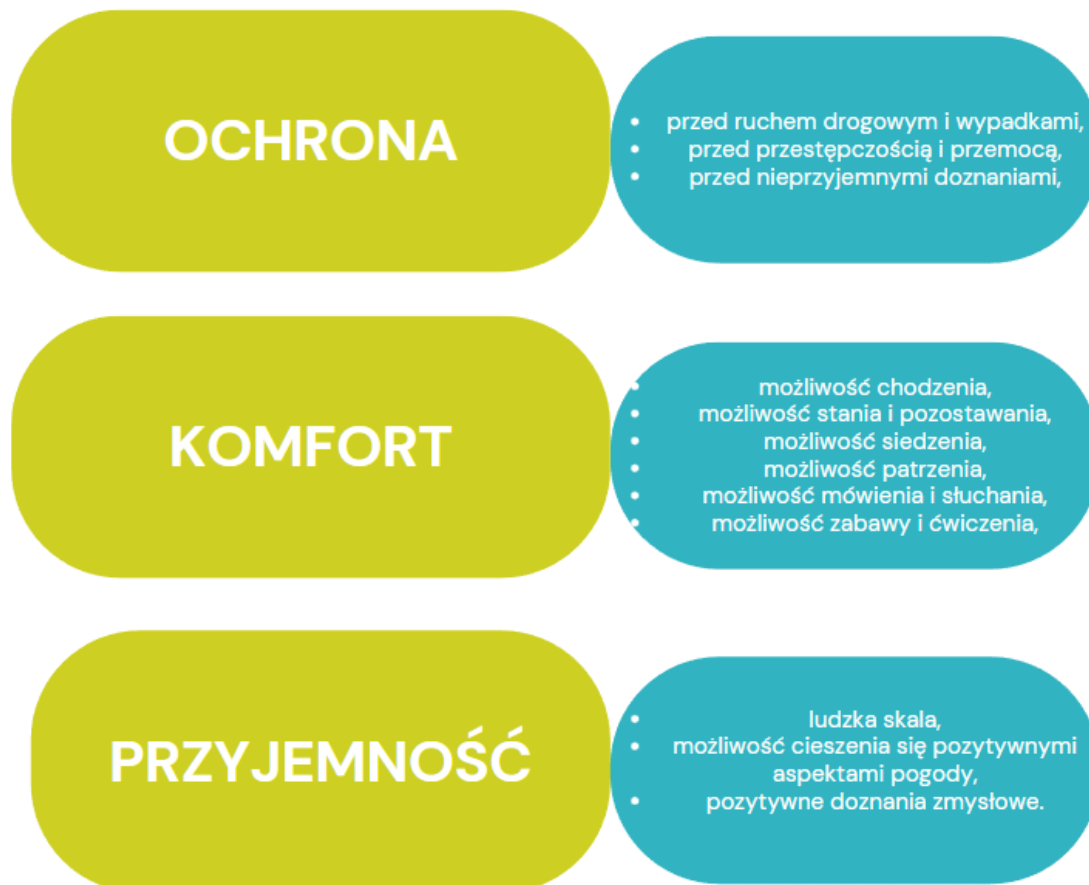 OCHRONA
• przed ruchem drogowym i wypadkami,
• przed przestępczością i przemocą,
• przed nieprzyjemnymi doznaniami,
KOMFORT
• możliwość chodzenia,
• możliwość stania i pozostawania,
• możliwość siedzenia,
• możliwość patrzenia,
• możliwość mówienia i słuchania,
• możliwość zabawy i ćwiczenia,
PRZYJEMNOŚĆ
• ludzka skala,
• możliwość cieszenia się pozytywnymi
aspektami pogody,
• pozytywne doznania zmysłowe.